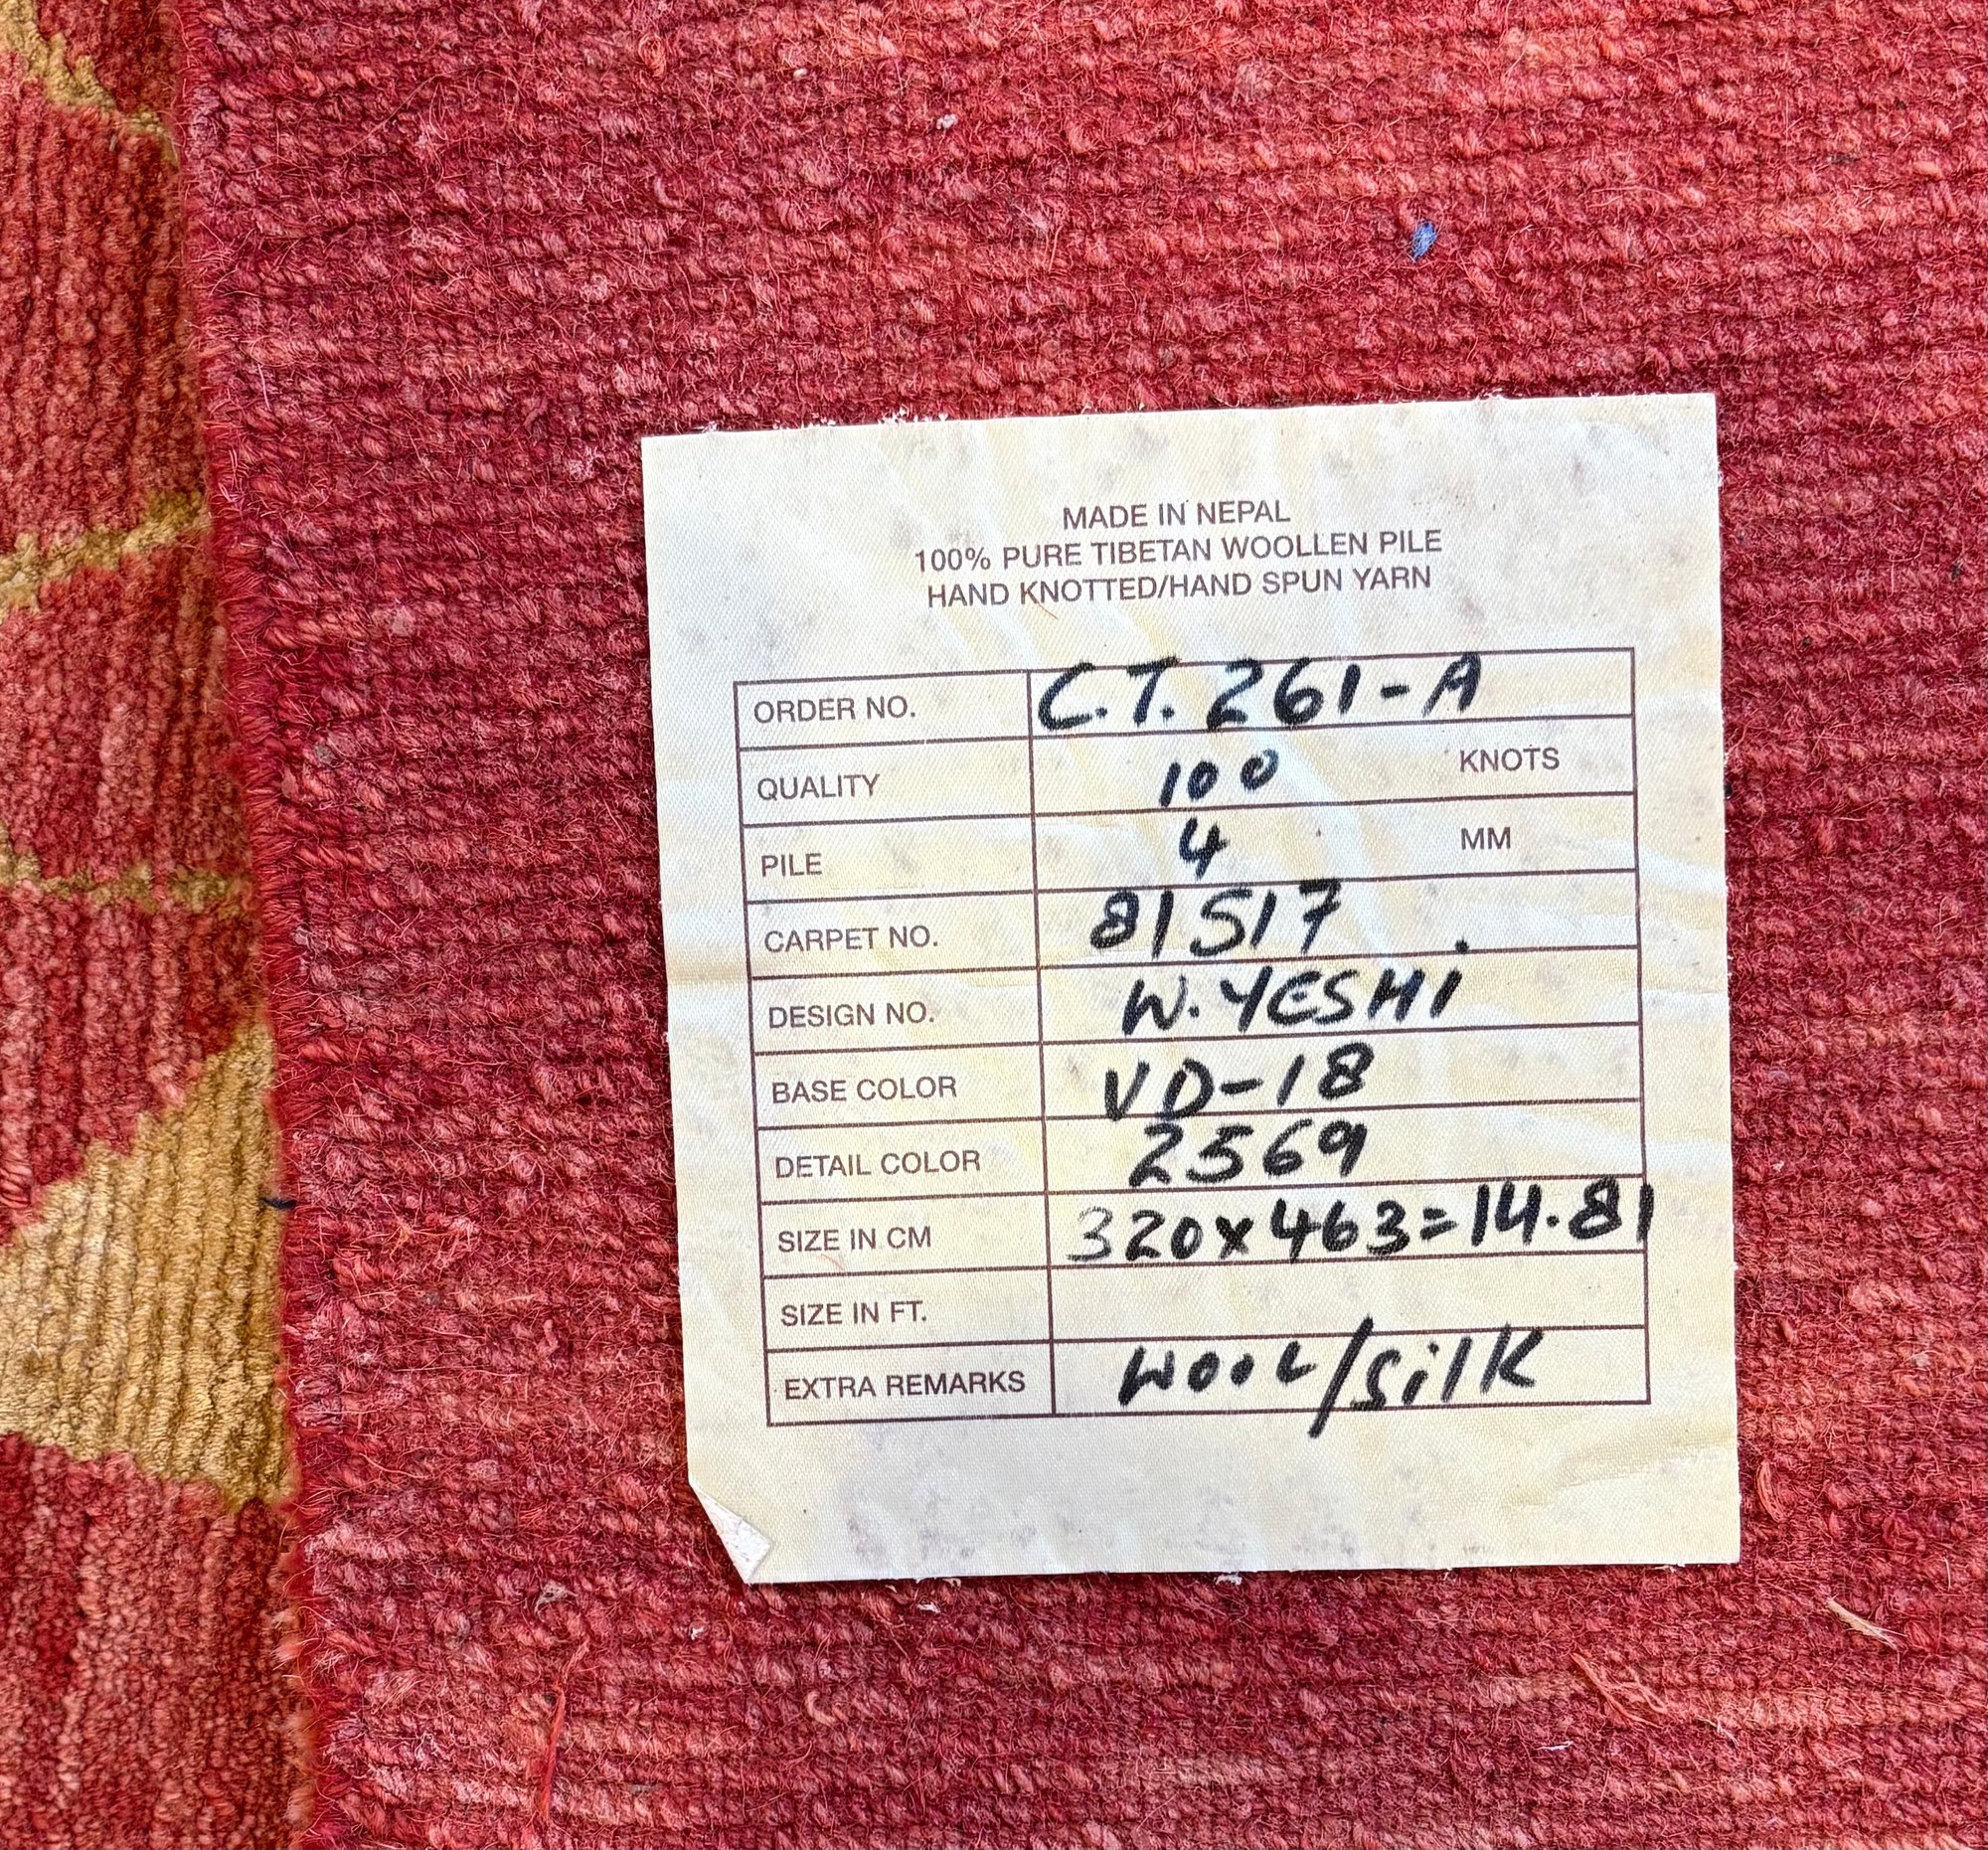 MADE IN NEPAL
100% PURE TIBETAN WOOLLEN PILE
HAND KNOTTED/HAND SPUN YARN
ORDER NO. C.T. 261-A
QUALITY 100 KNOTS
PILE 4 MM
CARPET NO. 81517
DESIGN NO. W. YESHI
BASE COLOR VD-18
DETAIL COLOR 2569
SIZE IN CM 320x463=14.81
SIZE IN FT.
EXTRA REMARKS WOOL/SilK